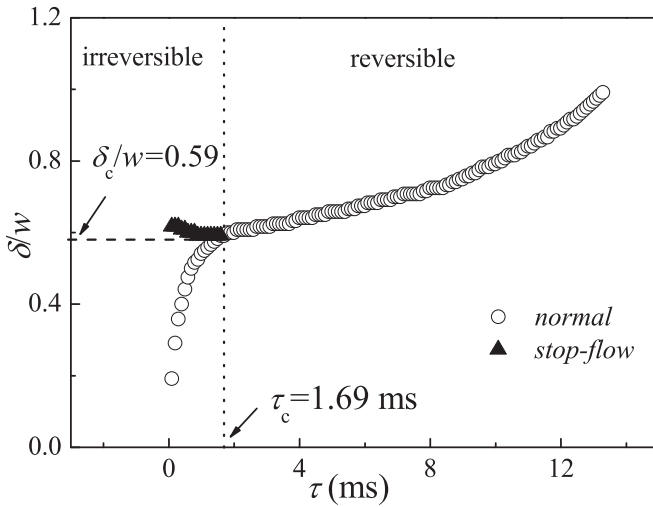 1.2
irreversible
reversible
δc/w=0.59
0.8
δ/w
0.4
normal
stop-flow
τc=1.69 ms
0.0
0
4
8
12
τ (ms)